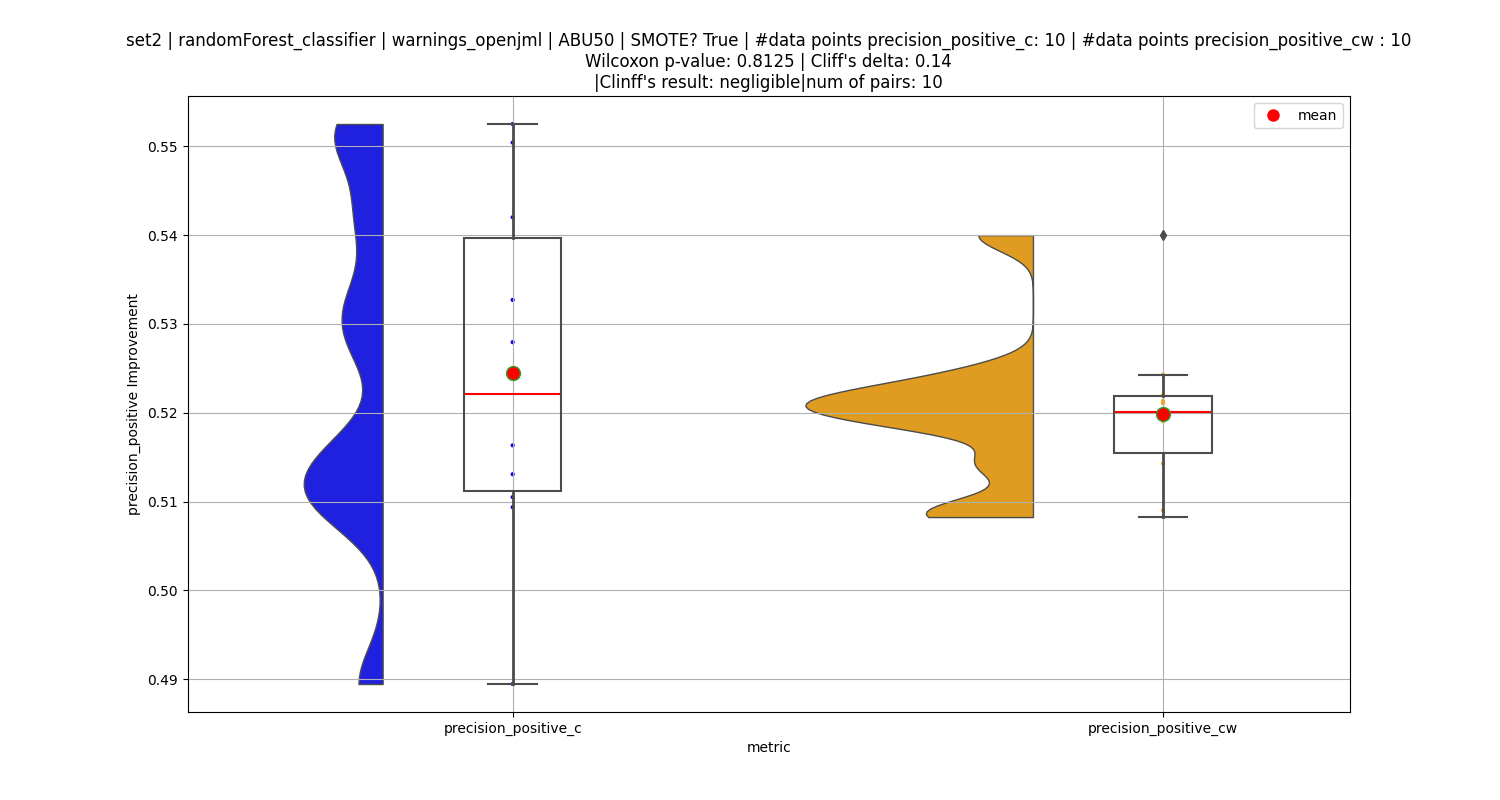 set2 | randomForest_classifier | warnings_openjml | ABU50 | SMOTE? True | #data points precision_positive_c: 10 | #data points precision_positive_cw : 10
Wilcoxon p-value: 0.8125 | Cliff's delta: 0.14
|Clinff's result: negligible|num of pairs: 10
mean
0.55
0.54
0.53
0.52
0.51
0.50
0.49
precision_positive Improvement
precision_positive_c
precision_positive_cw
metric